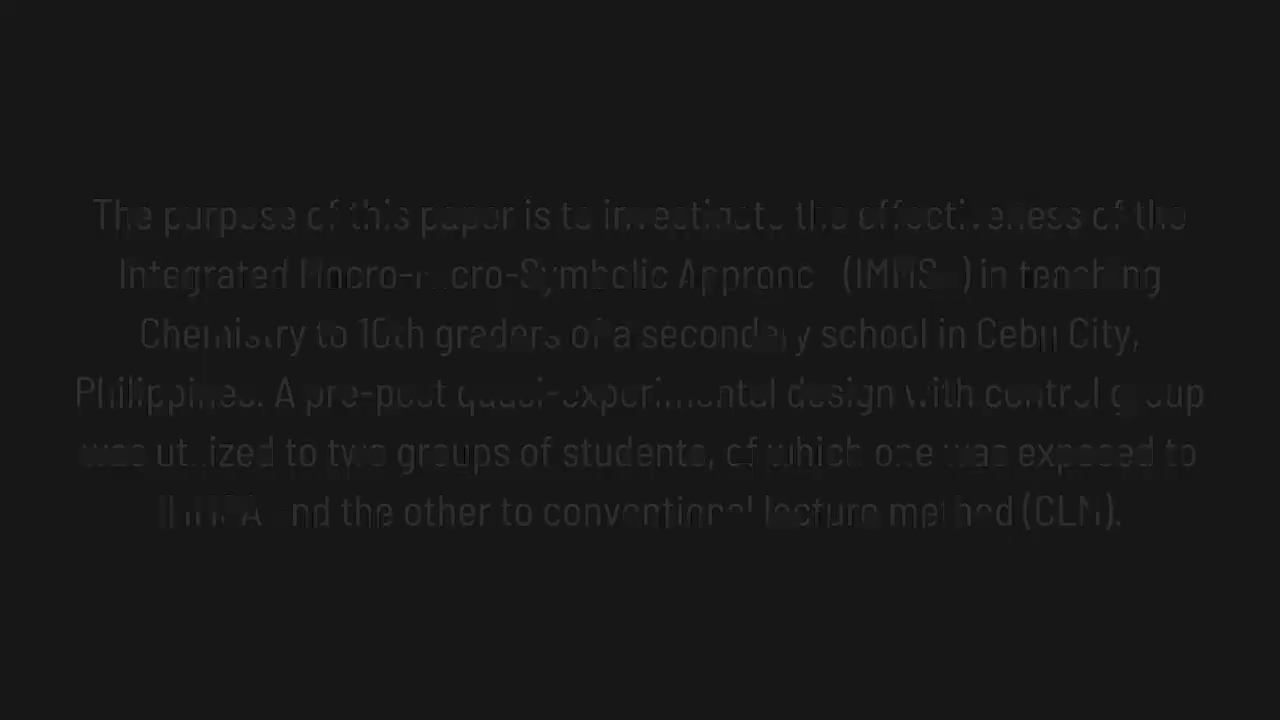 The purpose of this paper is to investigate the effectiveness of the
Integrated Macro-Micro-Symbolic Approach (IMMSA) in teaching
Chemistry to 10th graders of a secondary school in Cebu City,
Philippines. A pre-post quasi-experimental design with control group
was utilized to two groups of students, of which one was exposed to
IMMSA and the other to conventional lecture method (CLM).